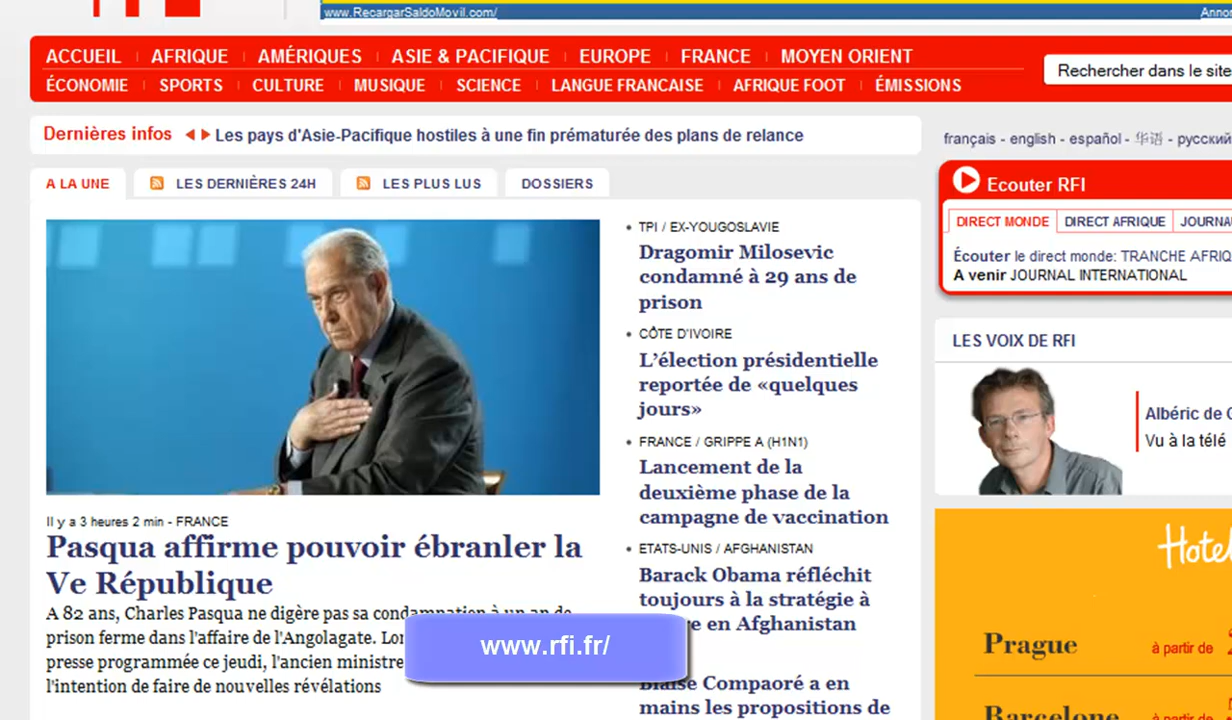 www.RecargarSaldoMovil.com/
ACCUEIL AFRIQUE AMÉRIQUES ASIE & PACIFIQUE EUROPE FRANCE MOYEN ORIENT
ÉCONOMIE SPORTS CULTURE MUSIQUE SCIENCE LANGUE FRANCAISE AFRIQUE FOOT ÉMISSIONS
Rechercher dans le site
Dernières infos Les pays d'Asie-Pacifique hostiles à une fin prématurée des plans de relance
français - english - español - 华语 - русский
A LA UNE LES DERNIÈRES 24H LES PLUS LUS DOSSIERS
Il y a 3 heures 2 min - FRANCE
Pasqua affirme pouvoir ébranler la
Ve République
A 82 ans, Charles Pasqua ne digère pas sa condamnation à un an de
prison ferme dans l'affaire de l'Angolagate.
presse programmée ce jeudi, l'ancien ministre
l'intention de faire de nouvelles révélations
TPI / EX-YOUGOSLAVIE
Dragomir Milosevic
condamné à 29 ans de
prison
CÔTE D'IVOIRE
L'élection présidentielle
reportée de «quelques
jours»
FRANCE / GRIPPE A (H1N1)
Lancement de la
deuxième phase de la
campagne de vaccination
ETATS-UNIS / AFGHANISTAN
Barack Obama réfléchit
toujours à la stratégie à
en Afghanistan
Blaise Compaoré a en
mains les propositions de
www.rfi.fr/
Ecouter RFI
DIRECT MONDE DIRECT AFRIQUE
Écouter le direct monde: TRANCHE
A venir JOURNAL INTERNATIONAL
LES VOIX DE RFI
Albéric de
Vu à la télé
Prague à partir de
Barcelone à partir de